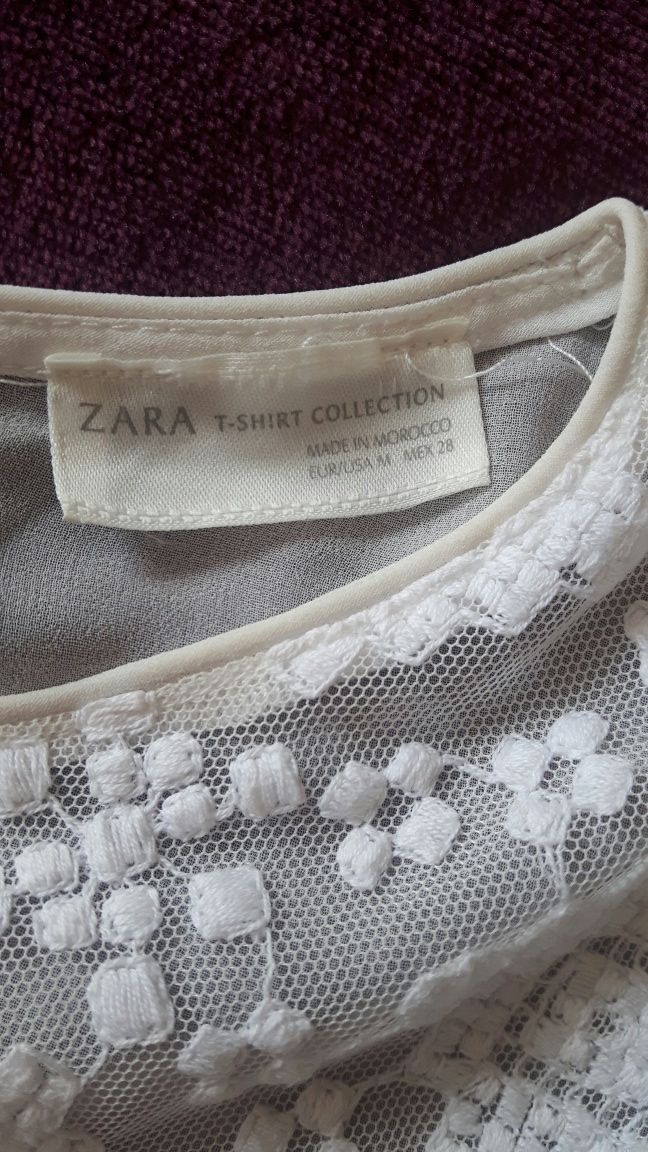 ZARA T-SHIRT COLLECTION
MADE IN MOROCCO
EUR/USA M MEX 28